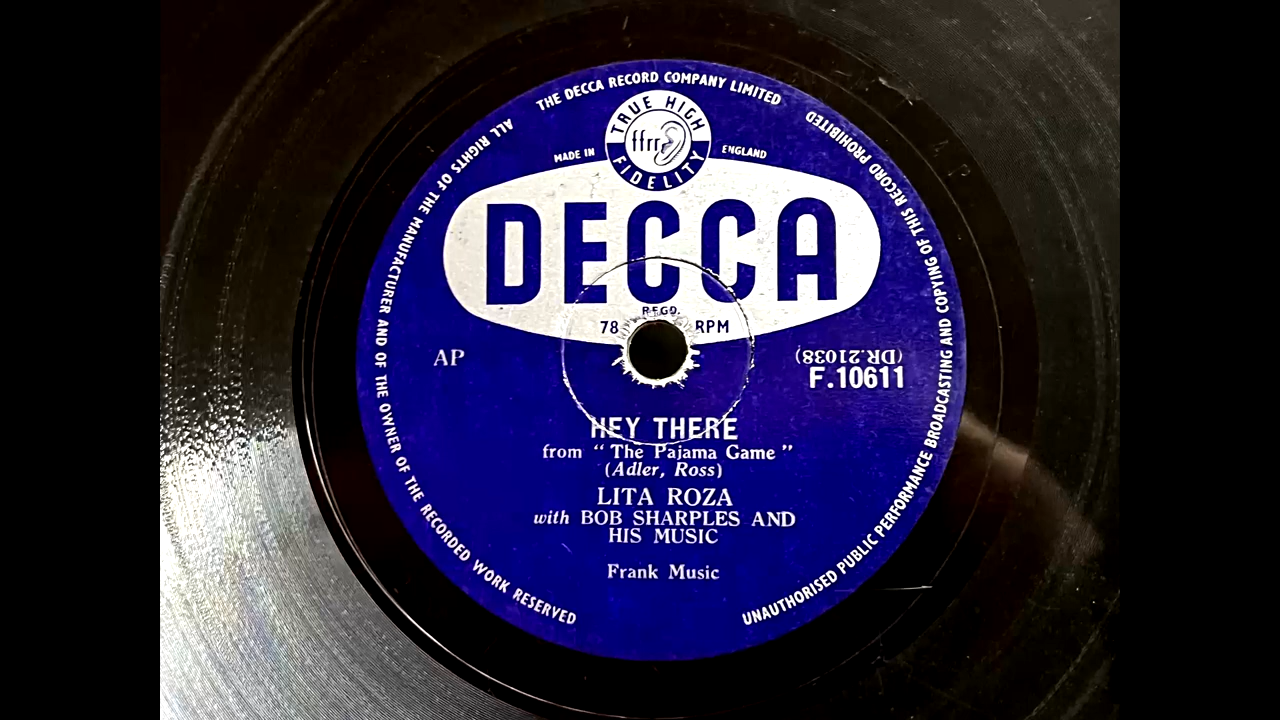 THE DECCA RECORD COMPANY LIMITED
ALL RIGHTS OF THE MANUFACTURER AND OF THE OWNER OF THE RECORDED WORK RESERVED
UNAUTHORISED PUBLIC PERFORMANCE BROADCASTING AND COPYING OF THIS RECORD PROHIBITED
TRUE HIGH
ffrr
FIDELITY
MADE IN ENGLAND
DECCA
REGD.
78 RPM
AP
(DR.21038)
F.10611
HEY THERE
from “The Pajama Game”
(Adler, Ross)
LITA ROZA
with BOB SHARPLES AND
HIS MUSIC
Frank Music